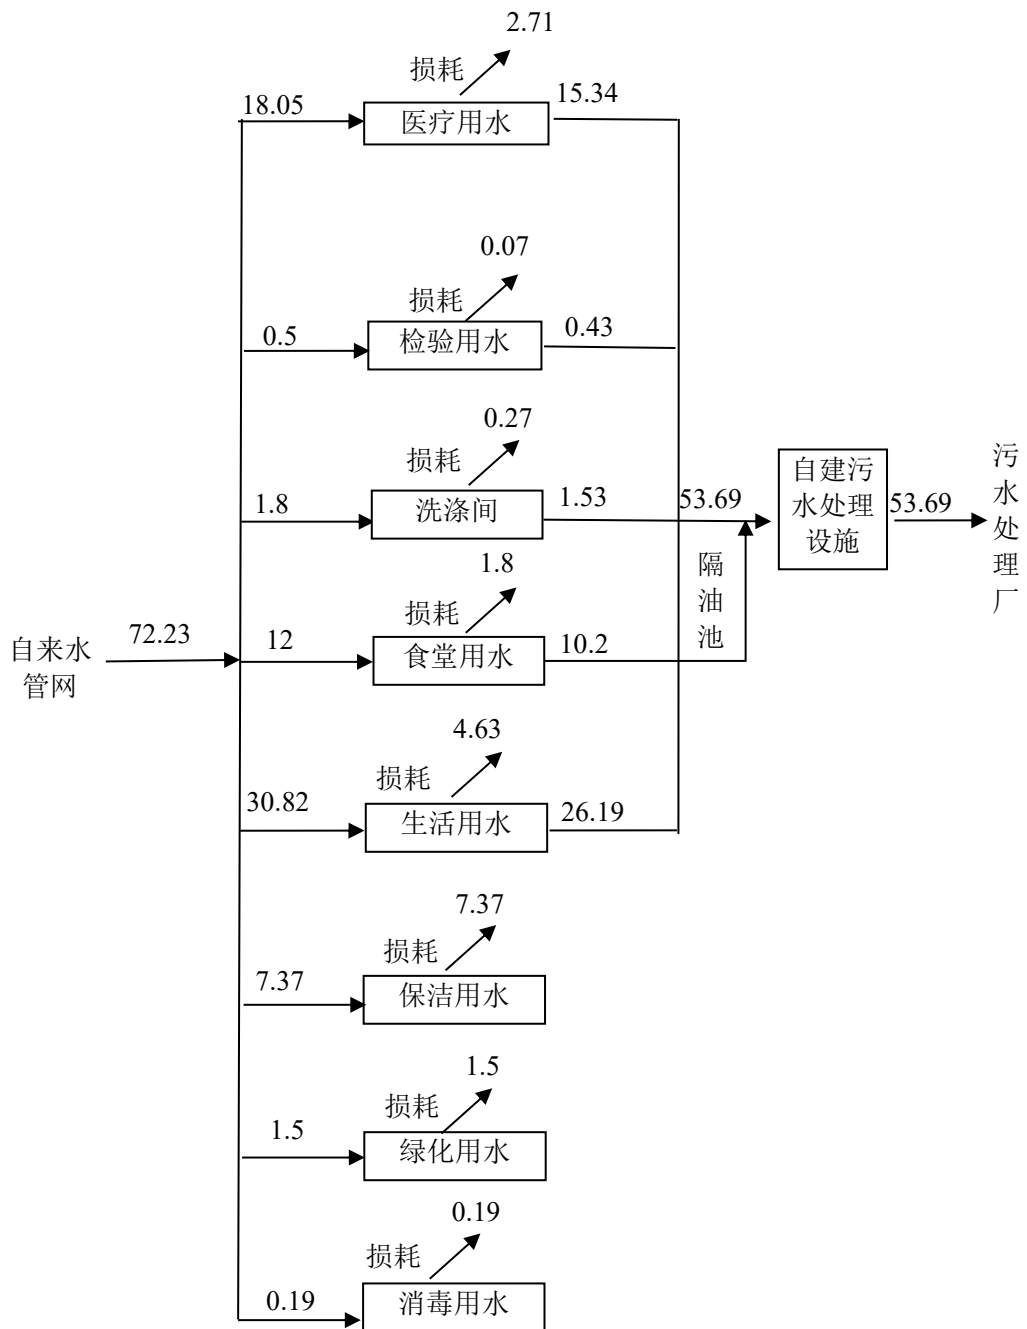 2.71
损耗
18.05
医疗用水
15.34
0.07
损耗
0.5
检验用水
0.43
0.27
损耗
1.8
洗涤间
1.53
53.69
自建污
水处理
设施
53.69
污
水
处
理
厂
1.8
损耗
隔
油
池
自来水
管网
72.23
12
食堂用水
10.2
4.63
损耗
30.82
生活用水
26.19
7.37
损耗
7.37
保洁用水
1.5
损耗
1.5
绿化用水
0.19
损耗
0.19
消毒用水